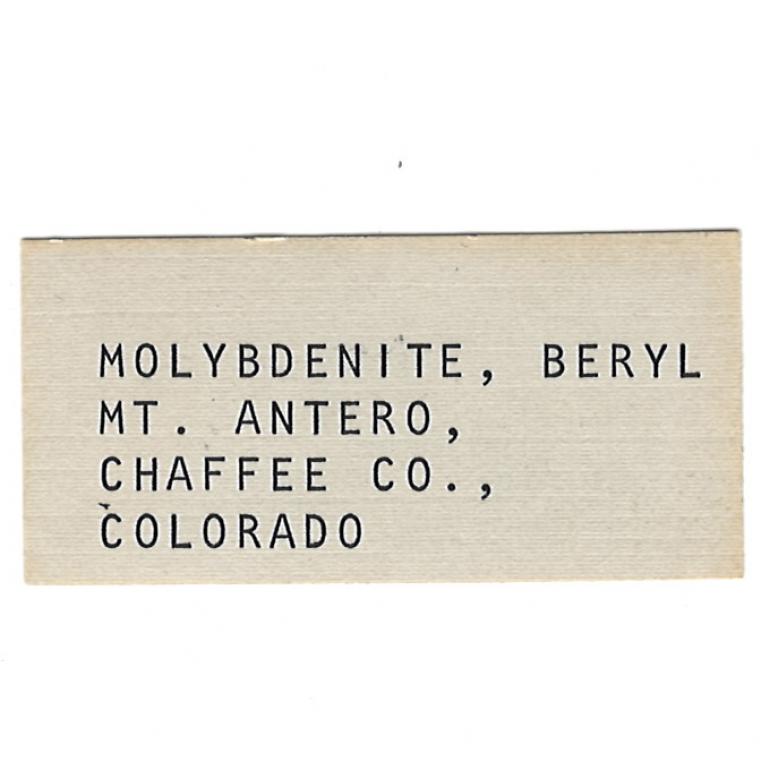 MOLYBDENITE, BERYL
MT. ANTERO,
CHAFFEE CO.,
COLORADO